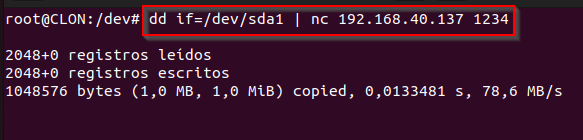 root@CLON:/dev# dd if=/dev/sda1 | nc 192.168.40.137 1234
2048+0 registros leídos
2048+0 registros escritos
1048576 bytes (1,0 MB, 1,0 MiB) copied, 0,0133481 s, 78,6 MB/s